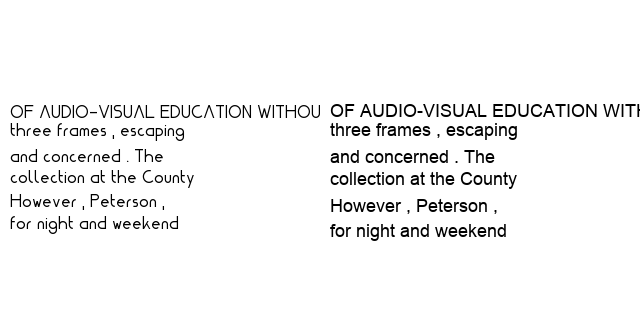 OF AUDIO-VISUAL EDUCATION WITHOU
three frames , escaping
and concerned . The
collection at the County
However , Peterson ,
for night and weekend
OF AUDIO-VISUAL EDUCATION WITH
three frames , escaping
and concerned . The
collection at the County
However , Peterson ,
for night and weekend